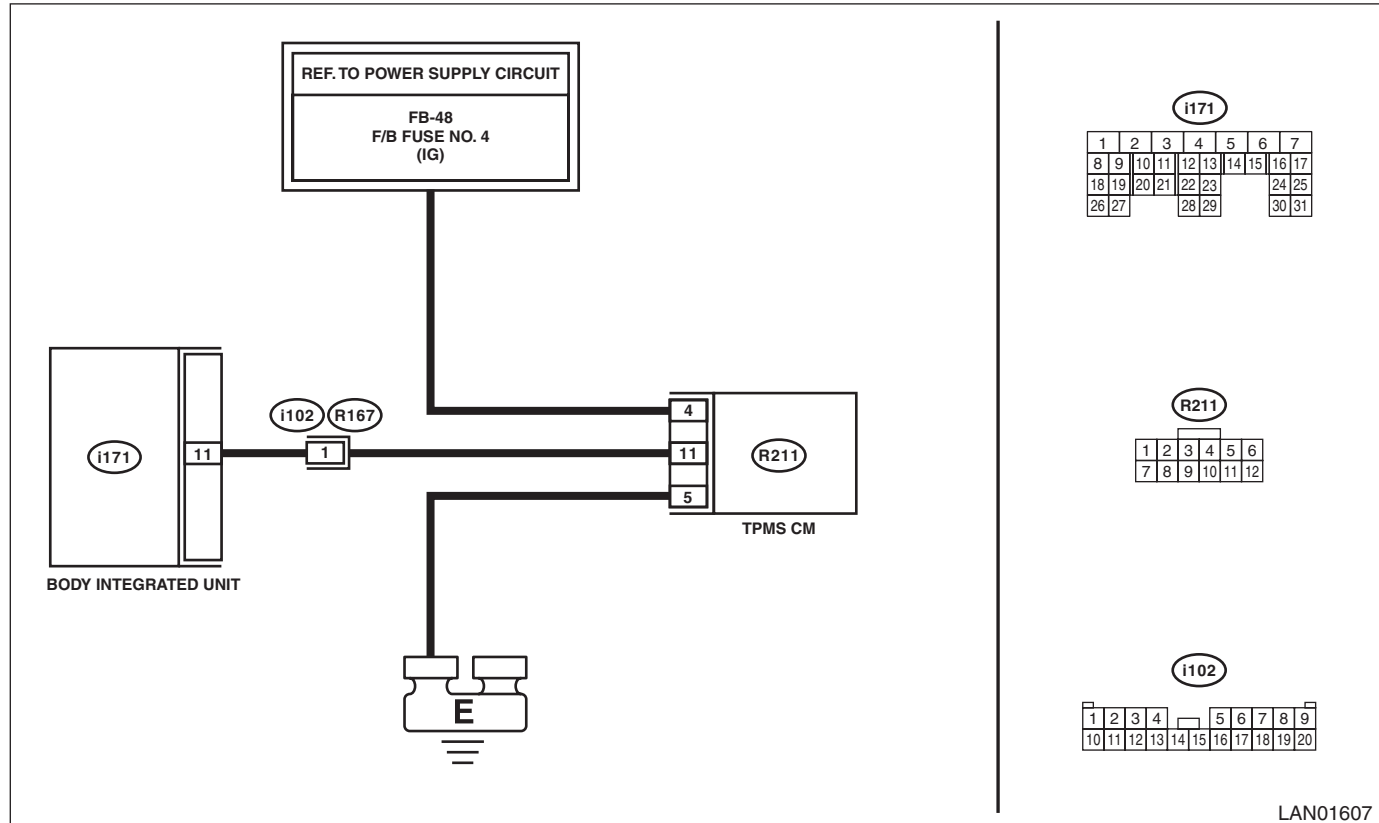 REF. TO POWER SUPPLY CIRCUIT
FB-48
F/B FUSE NO. 4
(IG)
i171
11
BODY INTEGRATED UNIT
i102 R167
1
4
11
5
R211
TPMS CM
E
i171
1 2 3 4 5 6 7
8 9 10 11 12 13 14 15 16 17
18 19 20 21 22 23 24 25
26 27 28 29 30 31
R211
1 2 3 4 5 6
7 8 9 10 11 12
i102
1 2 3 4 5 6 7 8 9
10 11 12 13 14 15 16 17 18 19 20
LAN01607